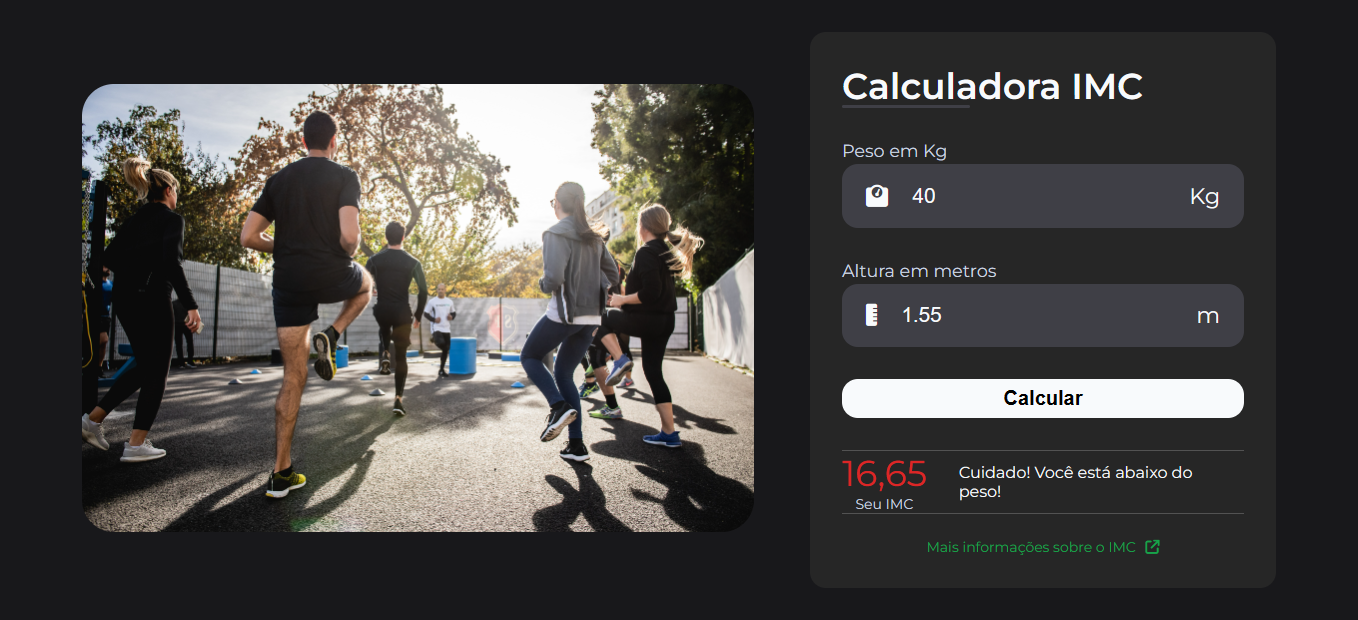 Calculadora IMC
Peso em Kg
40 Kg
Altura em metros
1.55 m
Calcular
16,65
Seu IMC
Cuidado! Você está abaixo do
peso!
Mais informações sobre o IMC